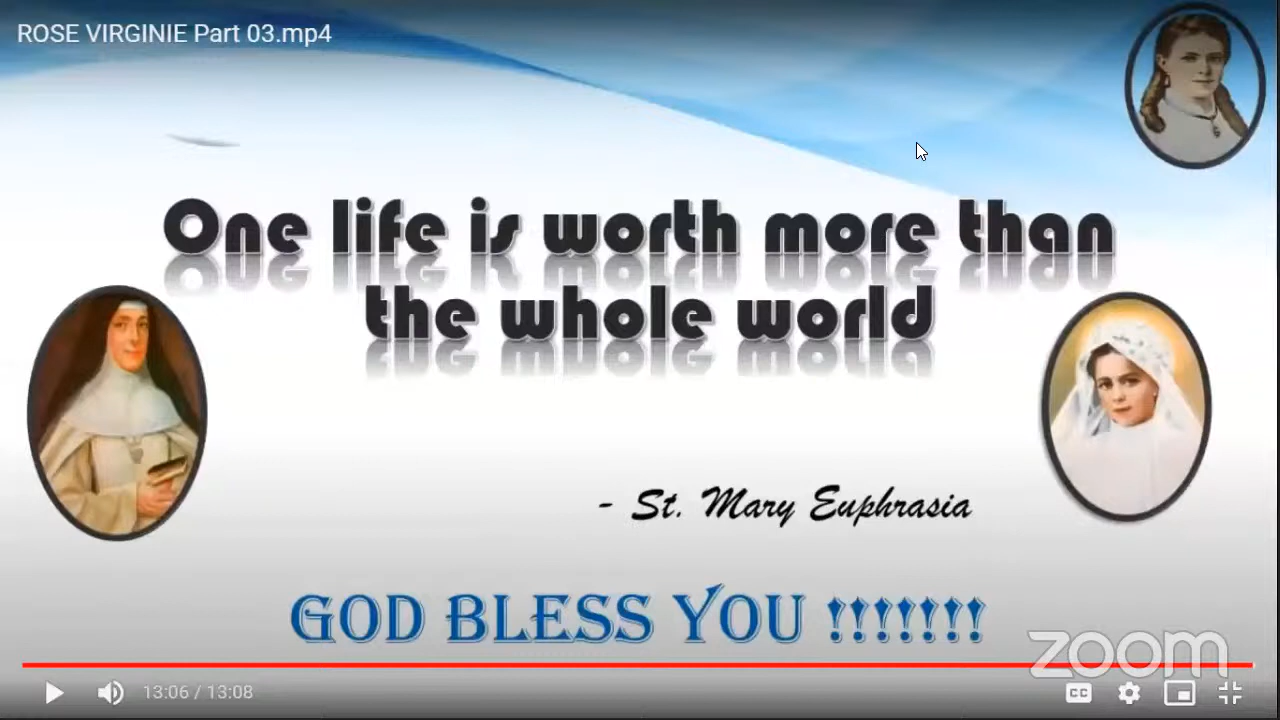 ROSE VIRGINIE Part 03.mp4
One life is worth more than
the whole world
- St. Mary Euphrasia
GOD BLESS YOU !!!!!!!
zoom
13:06 / 13:08
CC